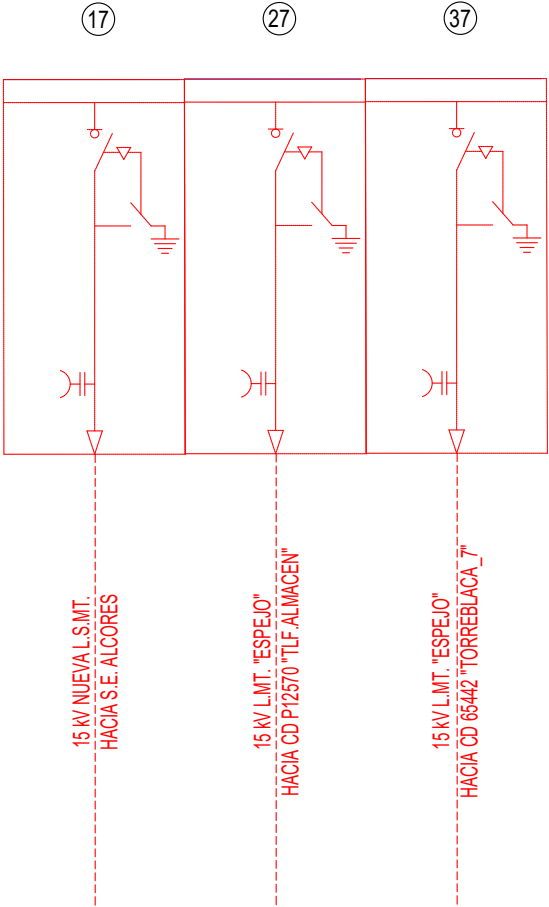 17
27
37
15 kV NUEVA L.S.MT.
HACIA S.E. ALCORES
15 kV L.MT. "ESPEJO"
HACIA CD P12570 "TLF.ALMACEN"
15 kV L.MT. "ESPEJO"
HACIA CD 65442 "TORREBLACA_7"